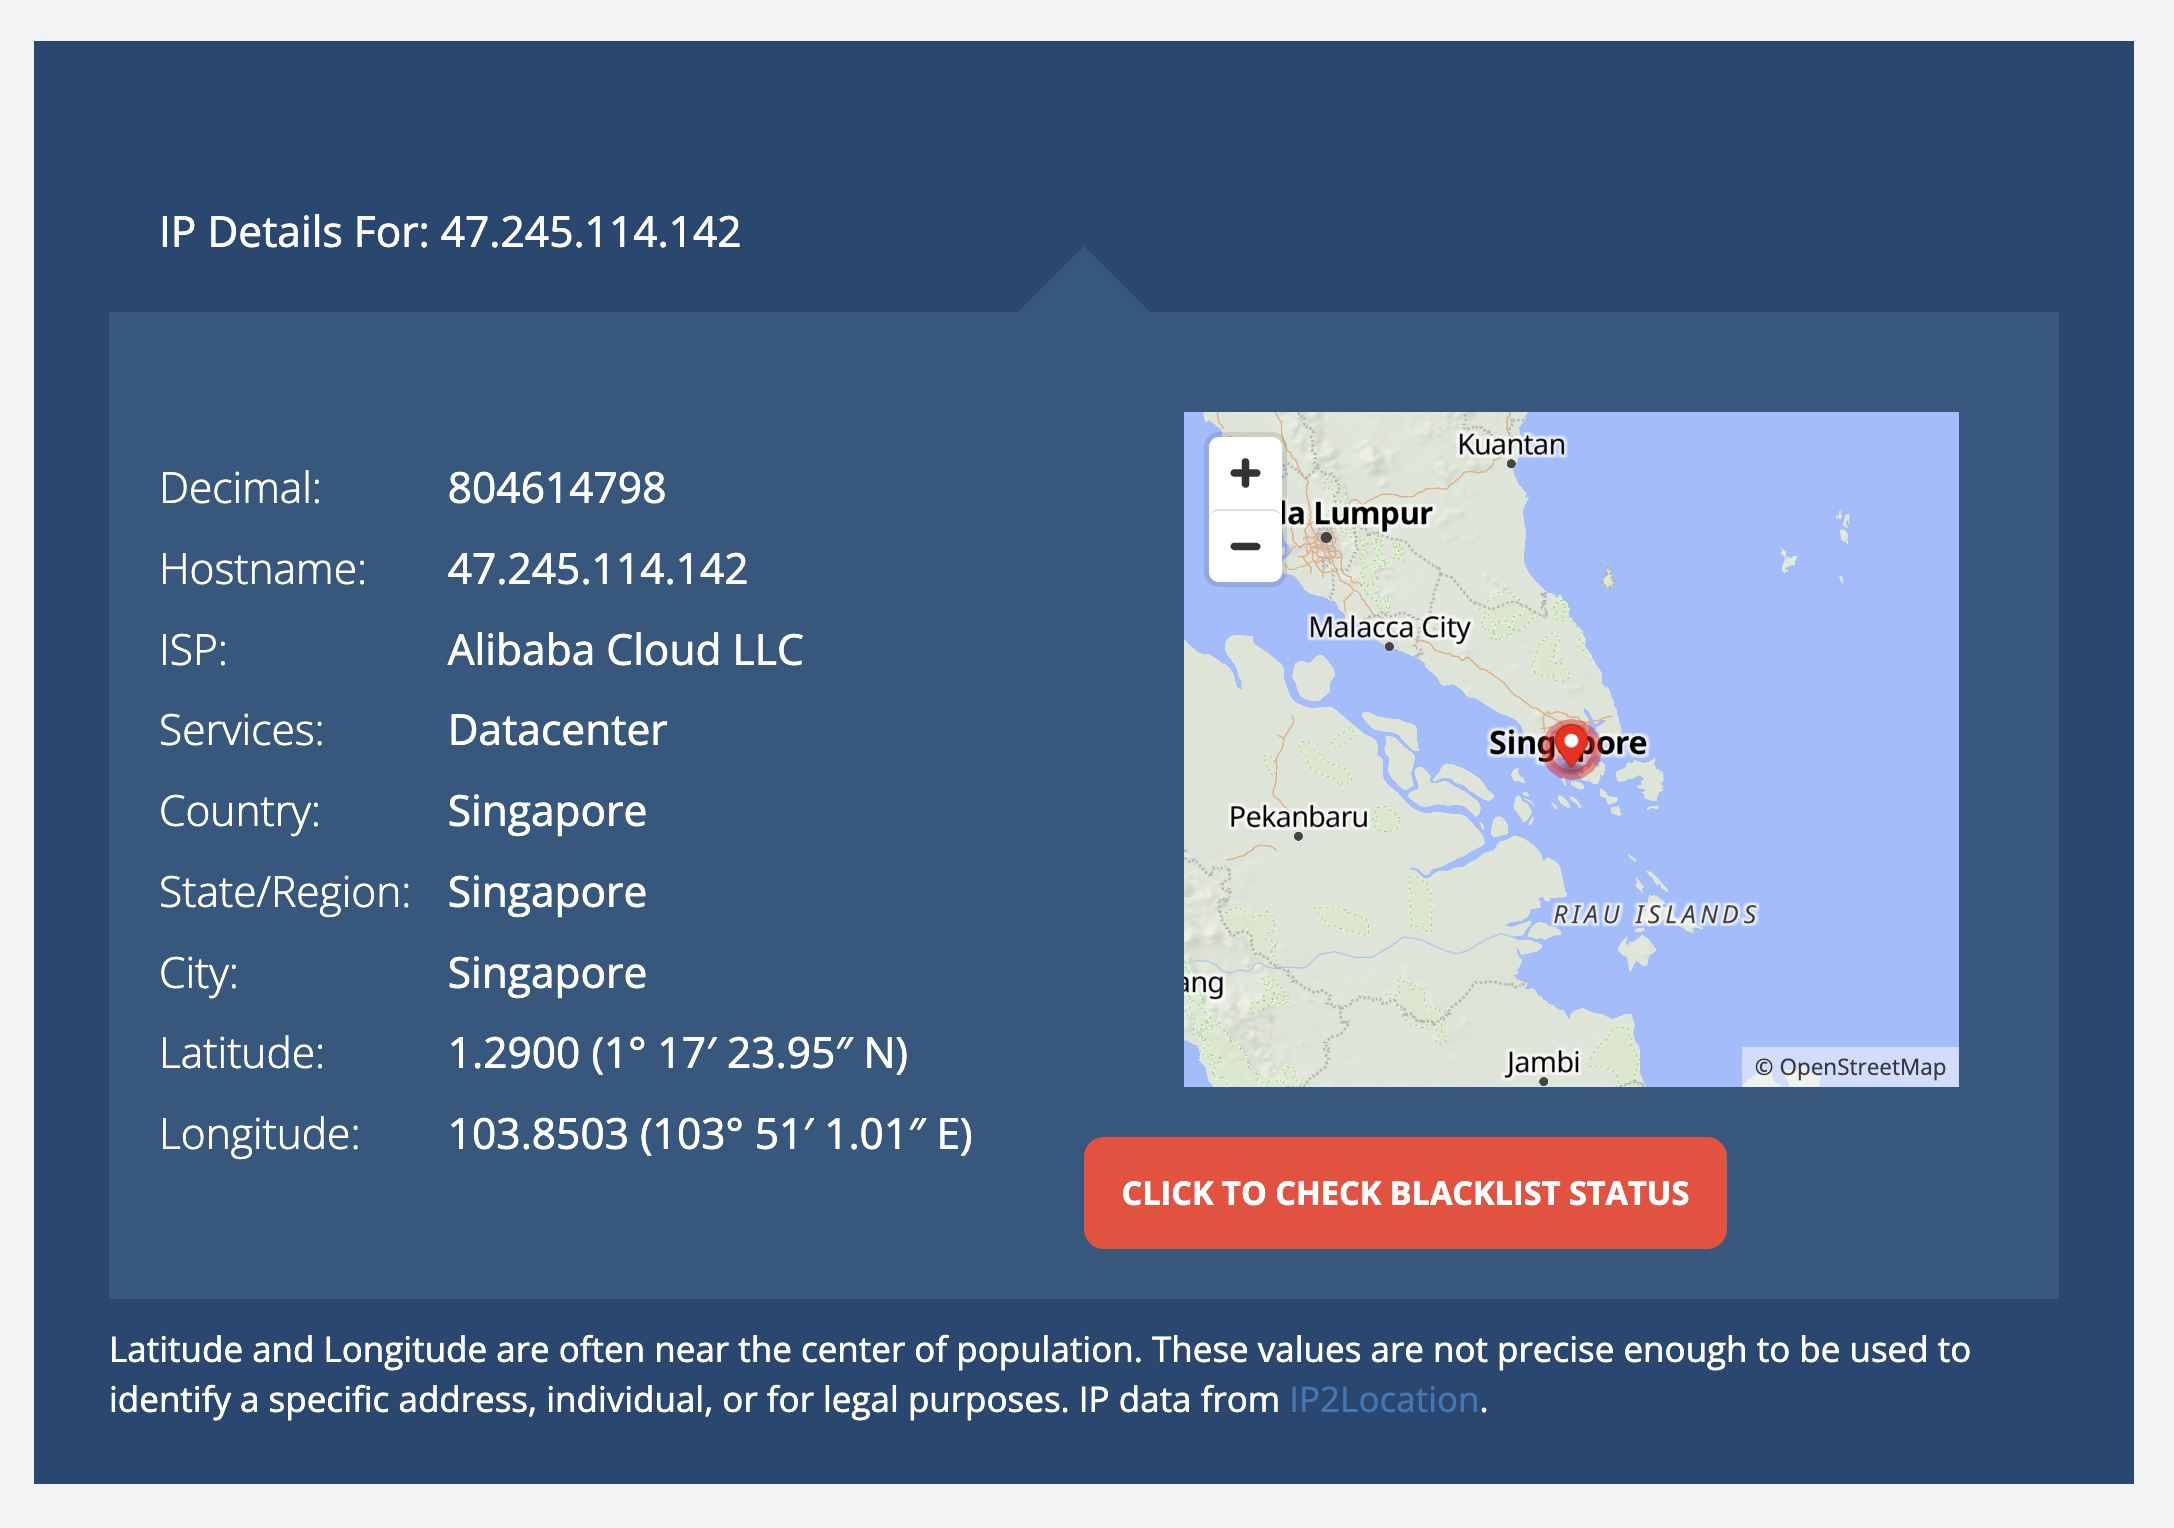 IP Details For: 47.245.114.142
Decimal: 804614798
Hostname: 47.245.114.142
ISP: Alibaba Cloud LLC
Services: Datacenter
Country: Singapore
State/Region: Singapore
City: Singapore
Latitude: 1.2900 (1° 17′ 23.95″ N)
Longitude: 103.8503 (103° 51′ 1.01″ E)
+
−
Kuantan
la Lumpur
Malacca City
Singapore
Pekanbaru
RIAU ISLANDS
ang
Jambi
© OpenStreetMap
CLICK TO CHECK BLACKLIST STATUS
Latitude and Longitude are often near the center of population. These values are not precise enough to be used to
identify a specific address, individual, or for legal purposes. IP data from IP2Location.